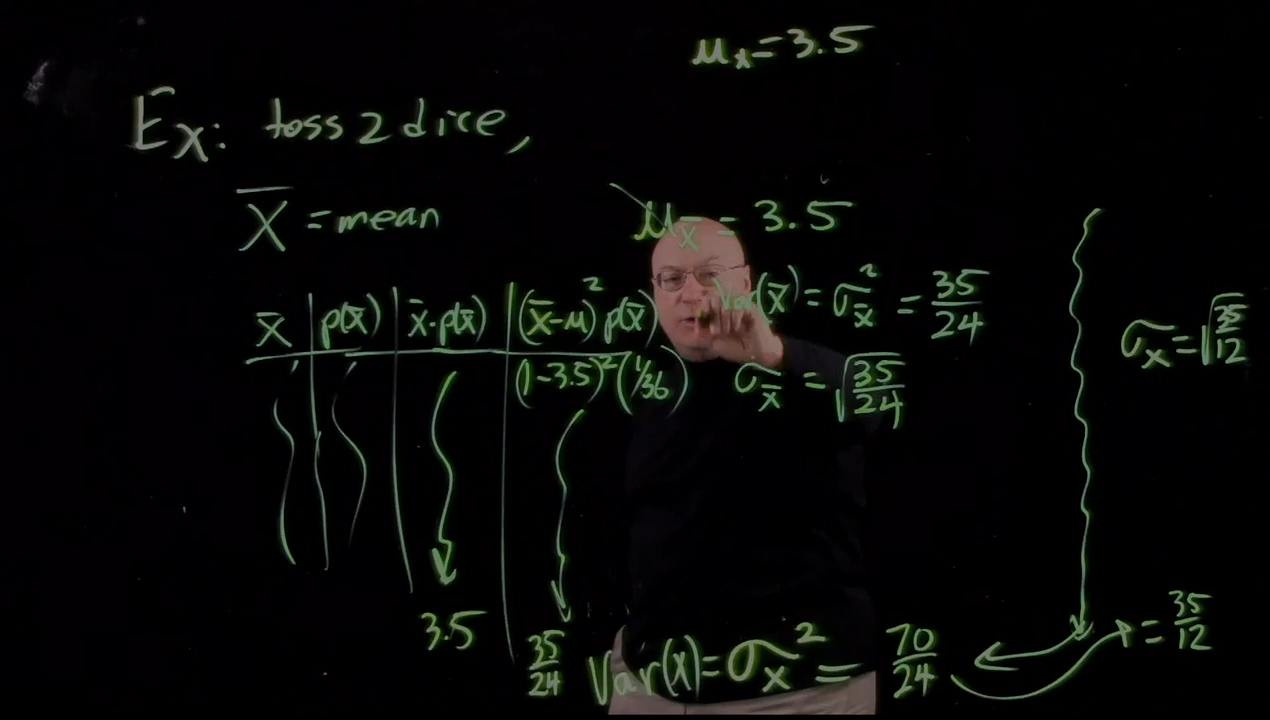 μx = 3.5
Ex: toss 2 dice,
X̄ = mean
μx̄ = 3.5
x̄ | p(x̄) | x̄·p(x̄) | (x̄-μ)² p(x̄)
Var(x̄) = σ²x̄ = 35/24
(1-3.5)² (1/36)
σx̄ = √(35/24)
σx = √(35/12)
3.5
35/24
Var(x) = σx² = 70/24
= 35/12